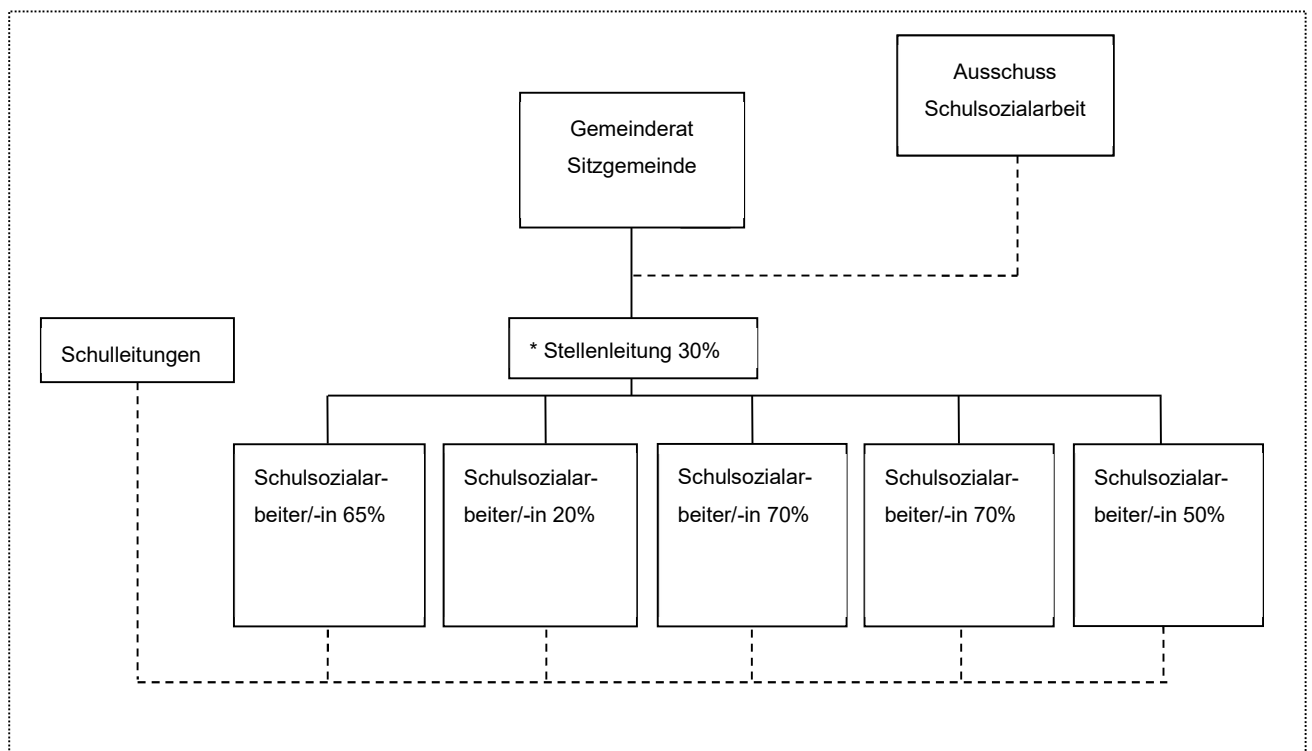 Ausschuss
Schulsozialarbeit
Gemeinderat
Sitzgemeinde
Schulleitungen
* Stellenleitung 30%
Schulsozialar-
beiter/-in 65%
Schulsozialar-
beiter/-in 20%
Schulsozialar-
beiter/-in 70%
Schulsozialar-
beiter/-in 70%
Schulsozialar-
beiter/-in 50%